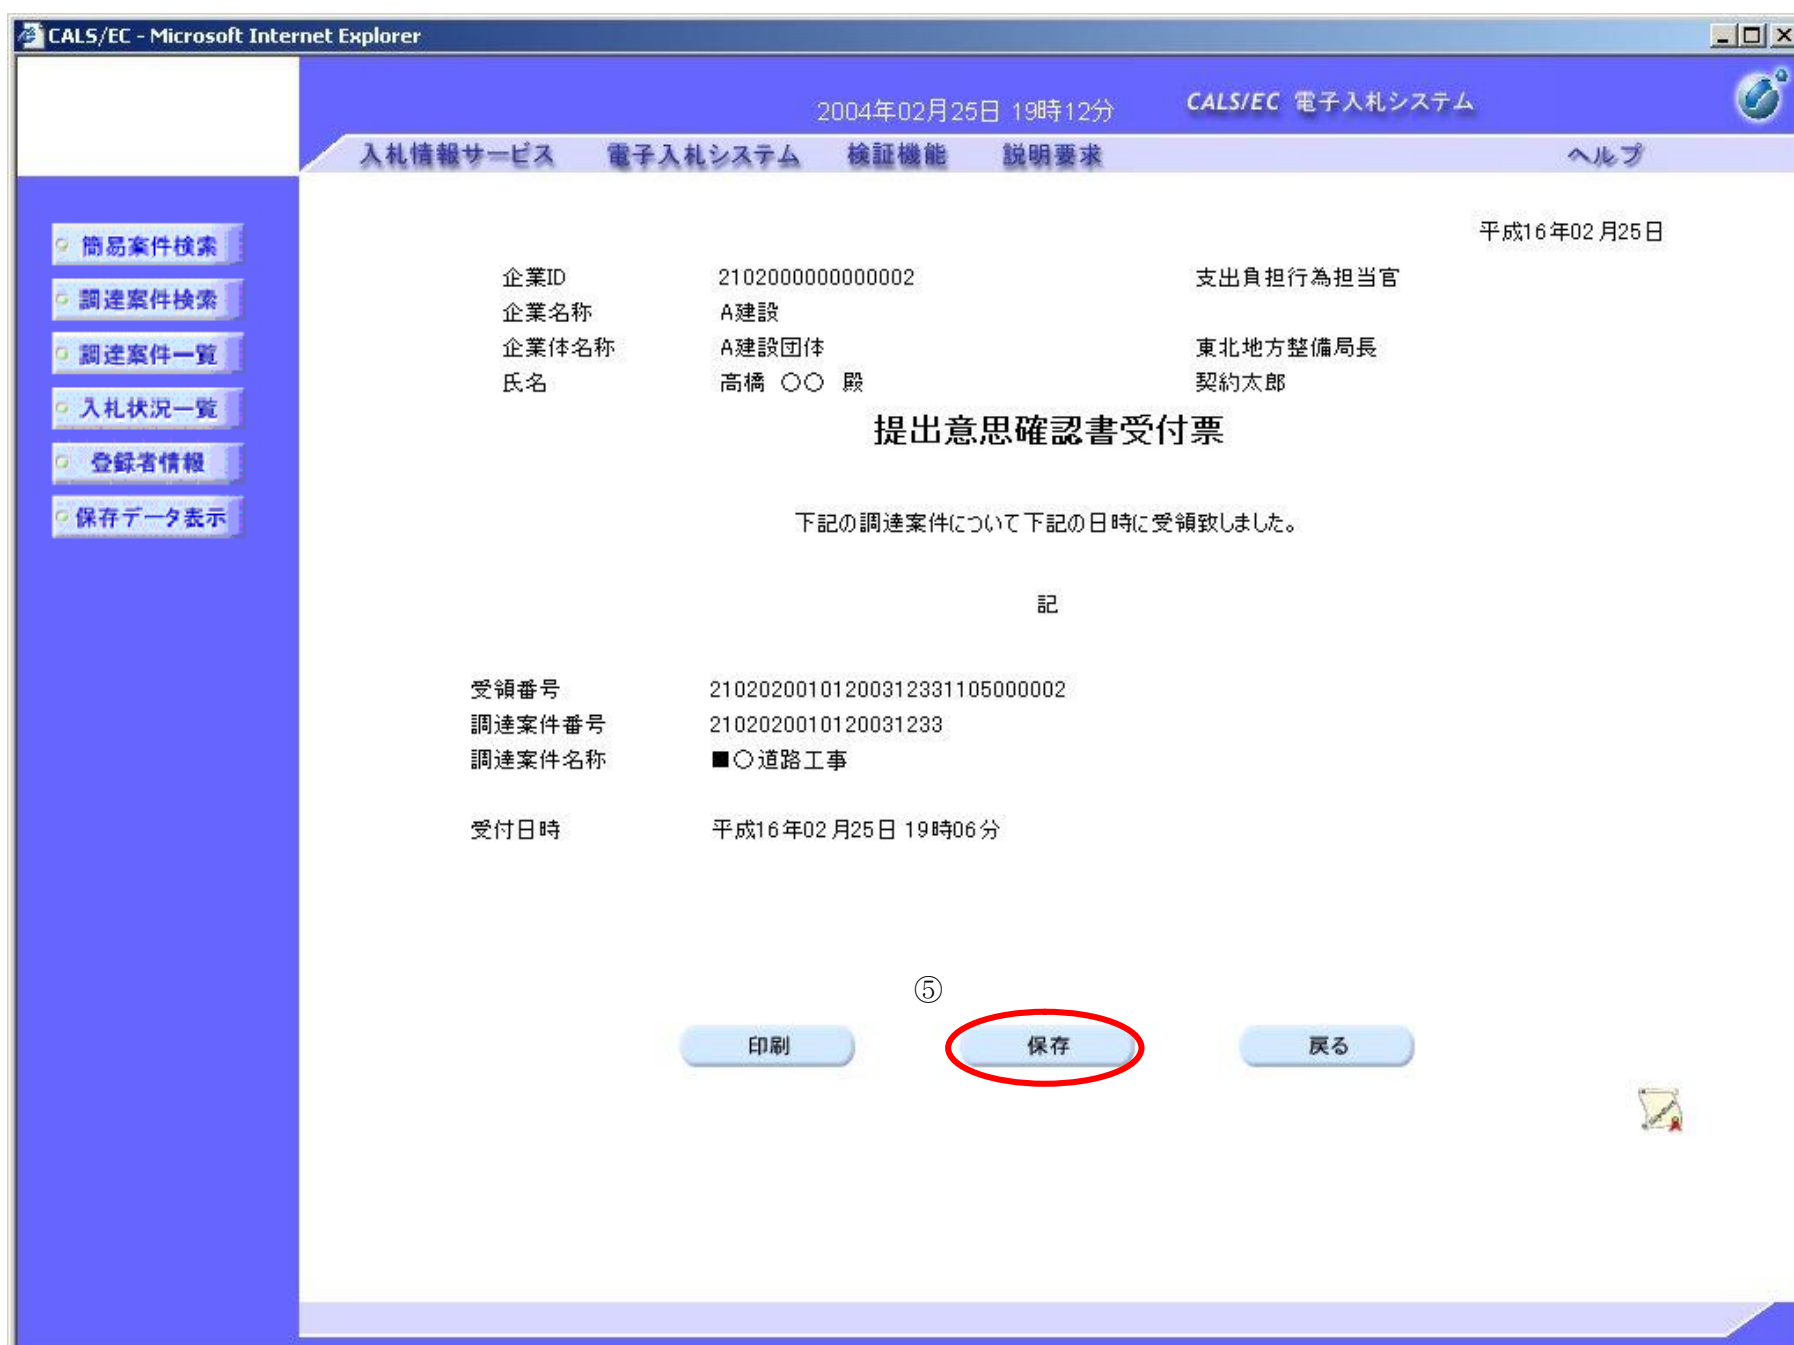 CALS/EC - Microsoft Internet Explorer
2004年02月25日 19時12分 CALS/EC 電子入札システム
入札情報サービス 電子入札システム 検証機能 説明要求 ヘルプ
簡易案件検索
調達案件検索
調達案件一覧
入札状況一覧
登録者情報
保存データ表示
平成16年02月25日
企業ID 2102000000000002 支出負担行為担当官
企業名称 A建設
企業体名称 A建設団体 東北地方整備局長
氏名 高橋 〇〇 殿 契約太郎
提出意思確認書受付票
下記の調達案件について下記の日時に受領致しました。
記
受領番号 21020200101200312331105000002
調達案件番号 2102020010120031233
調達案件名称 ■〇道路工事
受付日時 平成16年02月25日 19時06分
⑤
印刷 保存 戻る